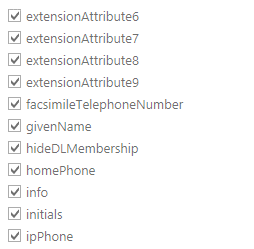 extensionAttribute6
extensionAttribute7
extensionAttribute8
extensionAttribute9
facsimileTelephoneNumber
givenName
hideDLMembership
homePhone
info
initials
ipPhone